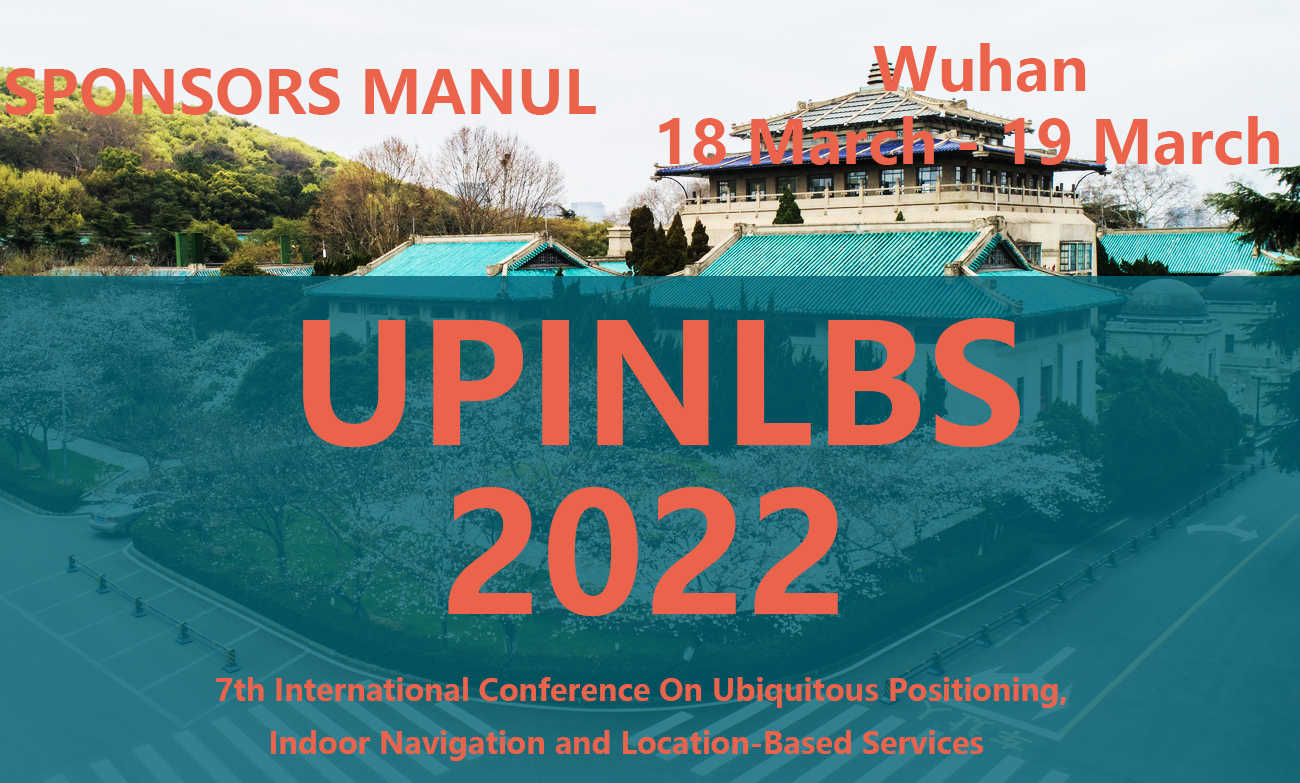 SPONSORS MANUL
Wuhan
18 March - 19 March
UPINLBS
2022
7th International Conference On Ubiquitous Positioning,
Indoor Navigation and Location-Based Services